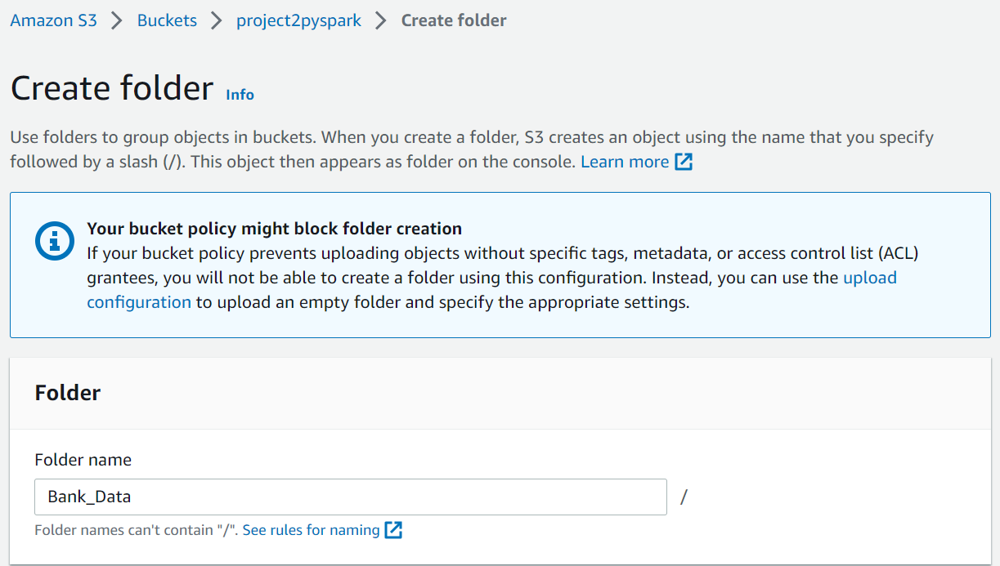 Amazon S3 > Buckets > project2pyspark > Create folder
Create folder Info
Use folders to group objects in buckets. When you create a folder, S3 creates an object using the name that you specify
followed by a slash (/). This object then appears as folder on the console. Learn more
Your bucket policy might block folder creation
If your bucket policy prevents uploading objects without specific tags, metadata, or access control list (ACL)
grantees, you will not be able to create a folder using this configuration. Instead, you can use the upload
configuration to upload an empty folder and specify the appropriate settings.
Folder
Folder name
Bank_Data /
Folder names can't contain "/". See rules for naming